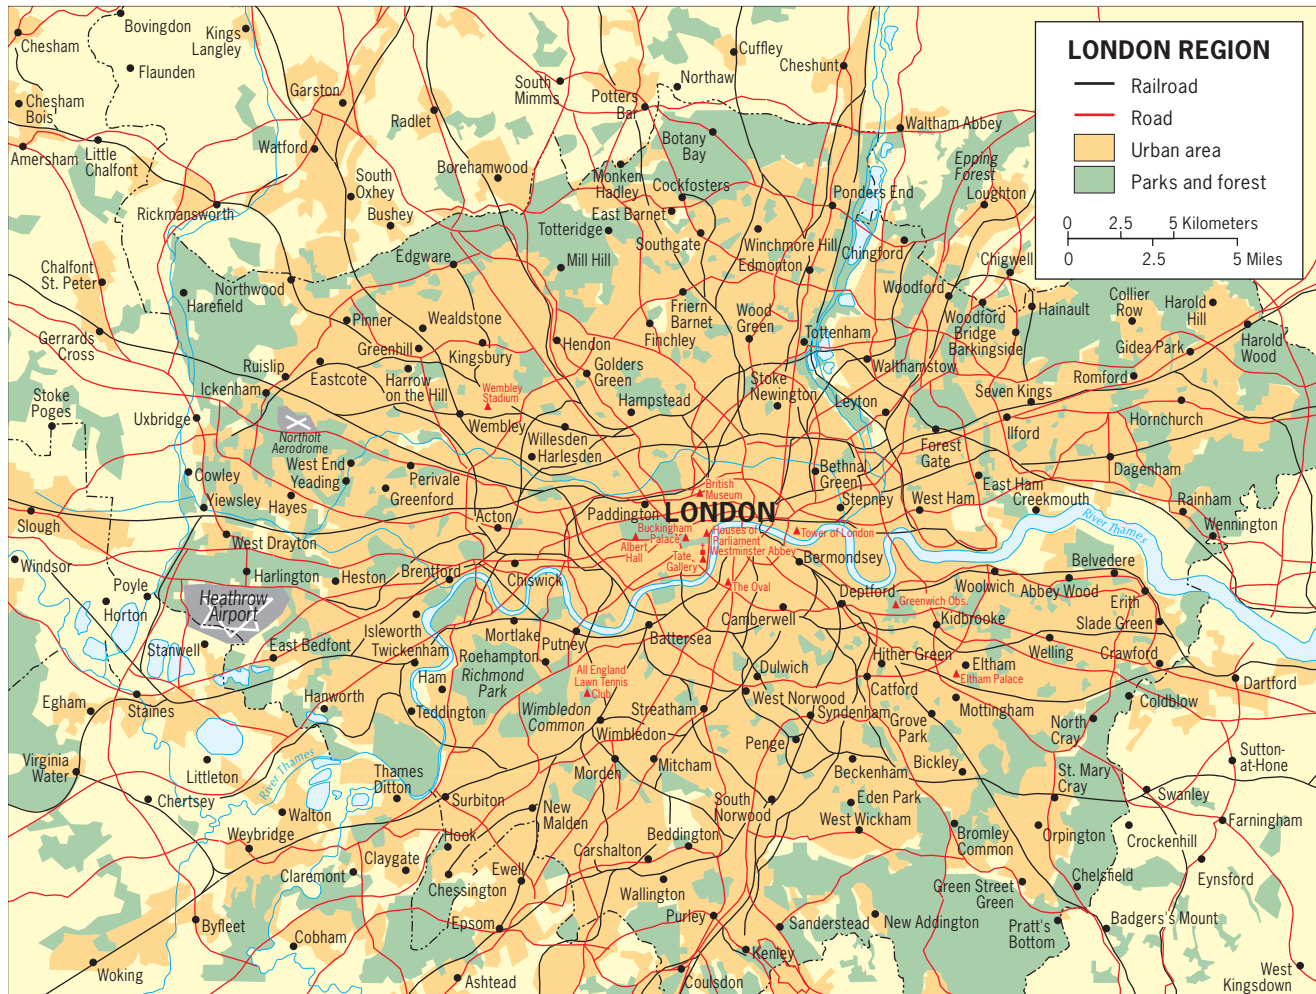 LONDON REGION
Railroad
Road
Urban area
Parks and forest
0
2.5
5 Kilometers
0
2.5
5 Miles
Bovingdon
Chesham
Kings
Langley
Flaunden
Cuffley
Cheshunt
Northaw
South
Mimms
Potters
Bar
Garston
Chesham
Bois
Radlet
Waltham Abbey
Botany
Bay
Amersham
Little
Chalfont
Watford
Borehamwood
Epping
Forest
South
Oxhey
Monken
Hadley
Cockfosters
Ponders End
Loughton
Rickmansworth
Bushey
East Barnet
Totteridge
Southgate
Winchmore Hill
Chingford
Edgware
Mill Hill
Edmonton
Chigwell
Chalfont
St. Peter
Northwood
Harefield
Woodford
Hainault
Collier
Row
Harold
Hill
Friern
Barnet
Wood
Green
Woodford
Bridge
Pinner
Wealdstone
Finchley
Tottenham
Barkingside
Gerrards
Cross
Greenhill
Kingsbury
Hendon
Gidea Park
Harold
Wood
Ruislip
Eastcote
Golders
Green
Walthamstow
Romford
Ickenham
Harrow
on the Hill
Wembley
Stadium
Stoke
Newington
Seven Kings
Stoke
Poges
Hampstead
Leyton
Hornchurch
Uxbridge
Wembley
Ilford
Northolt
Aerodrome
Willesden
Harlesden
Forest
Gate
West End
Yeading
Perivale
Bethnal
Green
Dagenham
Cowley
British
Museum
East Ham
Yiewsley
Hayes
Greenford
Stepney
West Ham
Creekmouth
Rainham
Paddington
LONDON
Slough
Acton
River Thames
Wennington
Buckingham
Palace
Houses of
Parliament
Tower of London
West Drayton
Albert
Hall
Tate
Gallery
Westminster Abbey
Bermondsey
Windsor
Belvedere
Poyle
Harlington
Heston
Brentford
Chiswick
The Oval
Deptford
Woolwich
Abbey Wood
Horton
Heathrow
Airport
Greenwich Obs.
Erith
Isleworth
Mortlake
Putney
Battersea
Camberwell
Kidbrooke
Slade Green
Stanwell
East Bedfont
Twickenham
Roehampton
Richmond
Park
Dulwich
Hither Green
Welling
Crawford
Eltham
Eltham Palace
Ham
All England
Lawn Tennis
Club
Catford
Dartford
Egham
Staines
Hanworth
Teddington
Wimbledon
Common
Streatham
West Norwood
Mottingham
Coldblow
Syndenham
Grove
Park
North
Cray
Wimbledon
Virginia
Water
Penge
Sutton-
at-Hone
Littleton
River Thames
Thames
Ditton
Morden
Mitcham
Beckenham
Bickley
St. Mary
Cray
Chertsey
Surbiton
New
Malden
South
Norwood
Eden Park
Swanley
Walton
West Wickham
Farningham
Weybridge
Hook
Beddington
Bromley
Common
Orpington
Crockenhill
Claygate
Carshalton
Claremont
Ewell
Chessington
Wallington
Green Street
Green
Chelsfield
Eynsford
Byfleet
Epsom
Purley
Sanderstead
New Addington
Pratt's
Bottom
Badgers's Mount
Cobham
Kenley
Woking
Ashtead
Coulsdon
West
Kingsdown